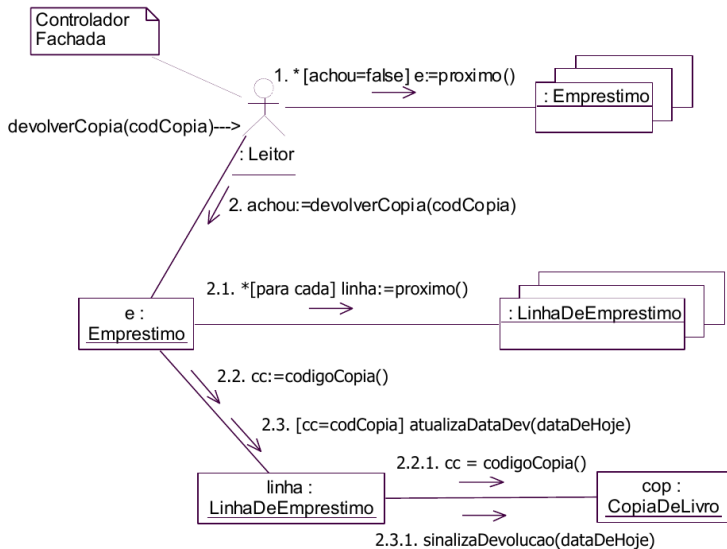 Controlador
Fachada
1. * [achou=false] e:=proximo()
: Emprestimo
devolverCopia(codCopia)--->
: Leitor
2. achou:=devolverCopia(codCopia)
2.1. *[para cada] linha:=proximo()
e :
Emprestimo
: LinhaDeEmprestimo
2.2. cc:=codigoCopia()
2.3. [cc=codCopia] atualizaDataDev(dataDeHoje)
2.2.1. cc = codigoCopia()
linha :
LinhaDeEmprestimo
cop :
CopiaDeLivro
2.3.1. sinalizaDevolucao(dataDeHoje)